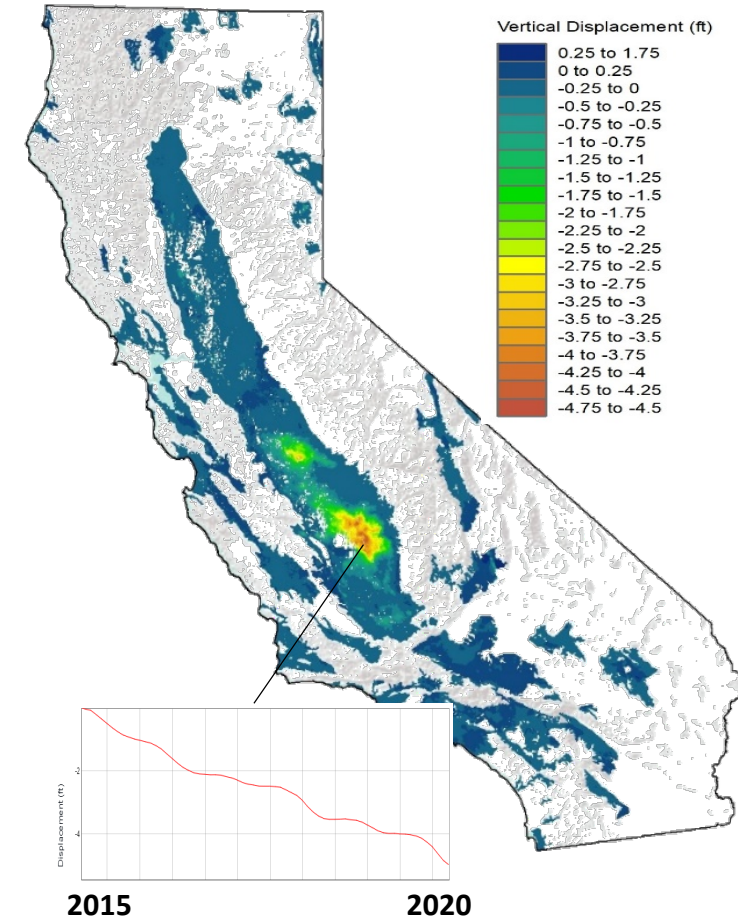 Vertical Displacement (ft)
0.25 to 1.75
0 to 0.25
-0.25 to 0
-0.5 to -0.25
-0.75 to -0.5
-1 to -0.75
-1.25 to -1
-1.5 to -1.25
-1.75 to -1.5
-2 to -1.75
-2.25 to -2
-2.5 to -2.25
-2.75 to -2.5
-3 to -2.75
-3.25 to -3
-3.5 to -3.25
-3.75 to -3.5
-4 to -3.75
-4.25 to -4
-4.5 to -4.25
-4.75 to -4.5
Displacement (ft)
-2
-4
2015 2020